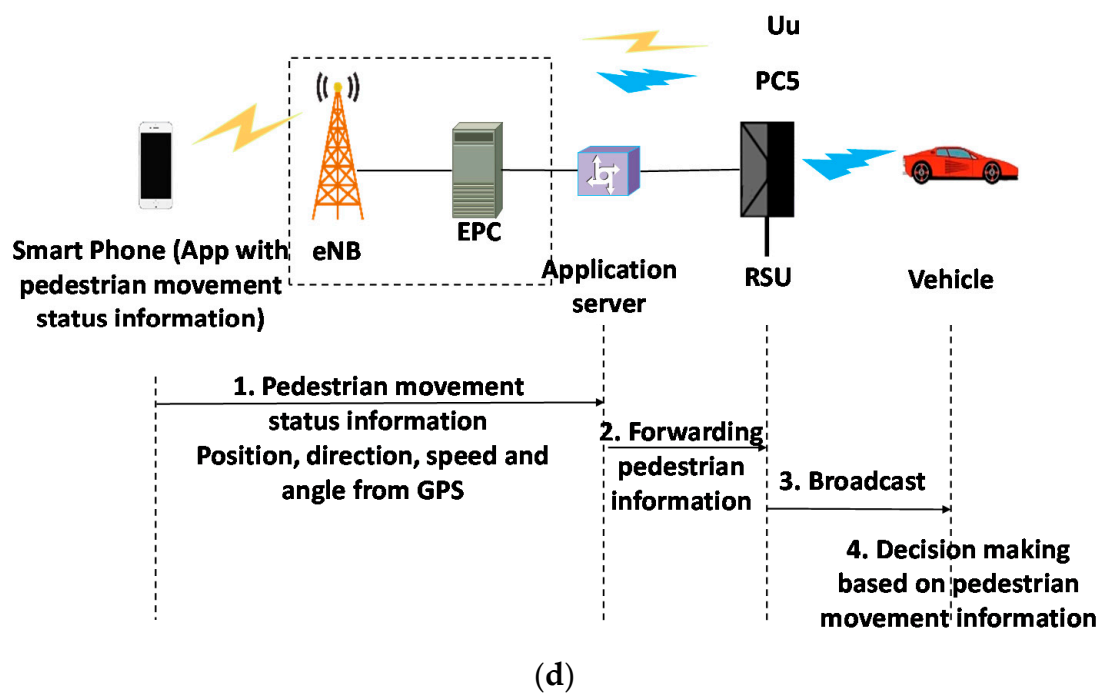 Uu
PC5
Smart Phone (App with
pedestrian movement
status information)
eNB
EPC
Application
server
RSU
Vehicle
1. Pedestrian movement
status information
Position, direction, speed and
angle from GPS
2. Forwarding
pedestrian
information
3. Broadcast
4. Decision making
based on pedestrian
movement information
(d)